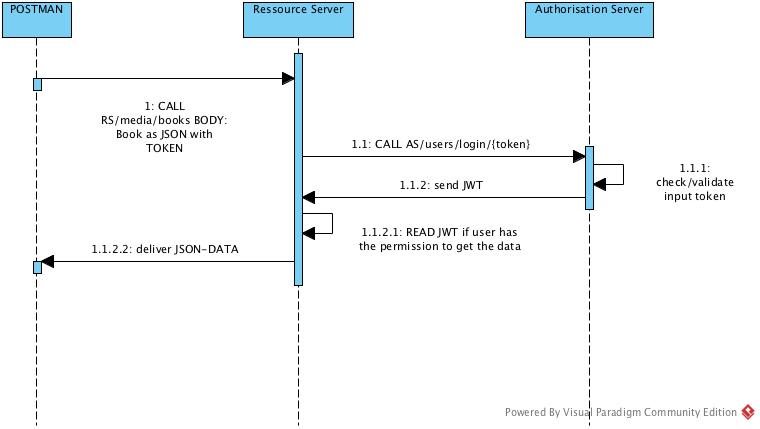 POSTMAN
Ressource Server
Authorisation Server
1: CALL
RS/media/books BODY:
Book as JSON with
TOKEN
1.1: CALL AS/users/login/{token}
1.1.1:
check/validate
input token
1.1.2: send JWT
1.1.2.1: READ JWT if user has
the permission to get the data
1.1.2.2: deliver JSON-DATA
Powered By Visual Paradigm Community Edition